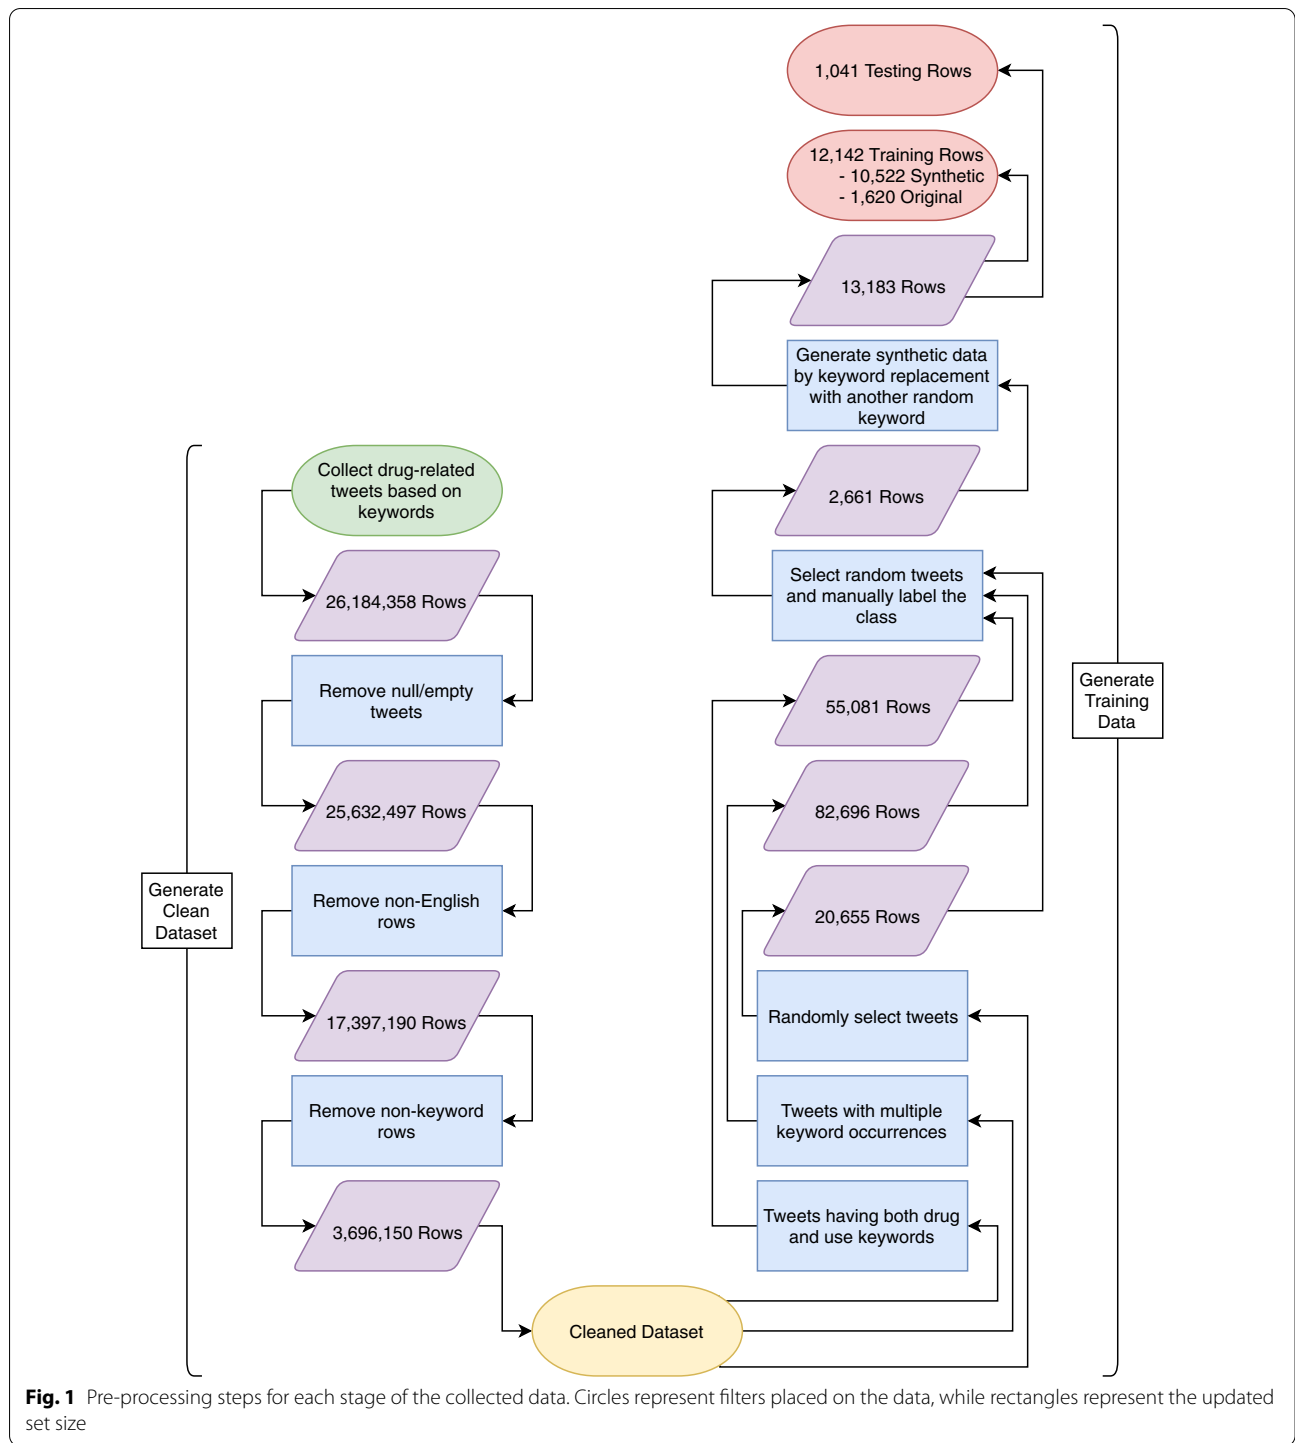 1,041 Testing Rows
12,142 Training Rows
- 10,522 Synthetic
- 1,620 Original
13,183 Rows
Generate synthetic data
by keyword replacement
with another random
keyword
Collect drug-related
tweets based on
keywords
2,661 Rows
26,184,358 Rows
Select random tweets
and manually label the
class
Remove null/empty
tweets
55,081 Rows
Generate
Training
Data
25,632,497 Rows
82,696 Rows
Generate
Clean
Dataset
Remove non-English
rows
20,655 Rows
17,397,190 Rows
Randomly select tweets
Remove non-keyword
rows
Tweets with multiple
keyword occurrences
3,696,150 Rows
Tweets having both drug
and use keywords
Cleaned Dataset
Fig. 1 Pre-processing steps for each stage of the collected data. Circles represent filters placed on the data, while rectangles represent the updated
set size